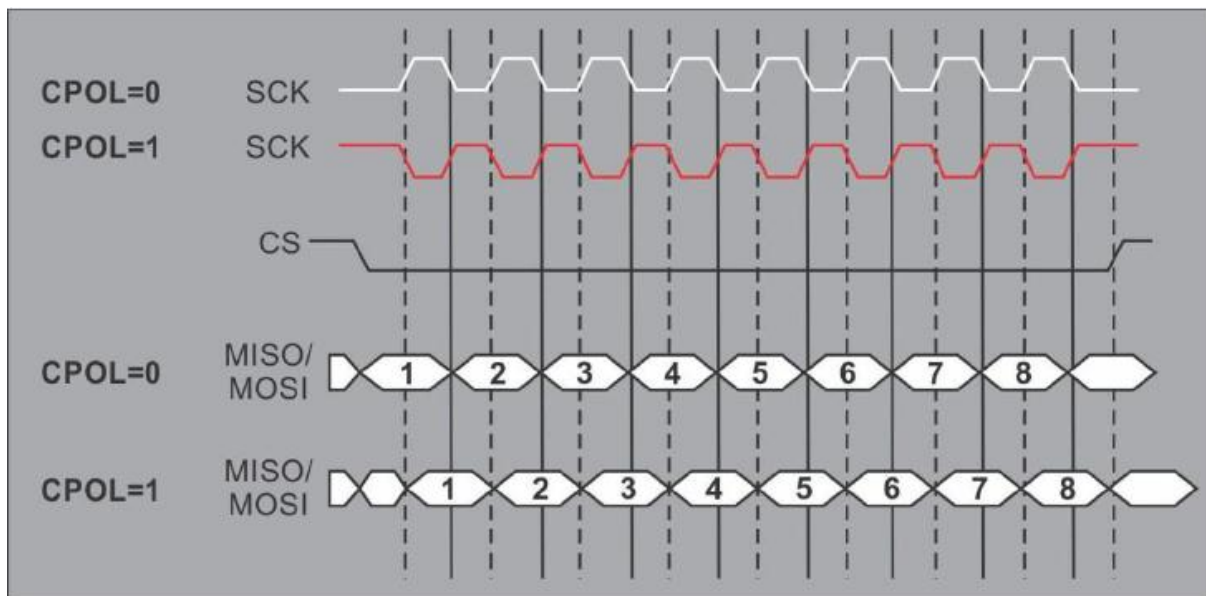 CPOL=0 SCK
CPOL=1 SCK
CS
CPOL=0 MISO/
MOSI 1 2 3 4 5 6 7 8
CPOL=1 MISO/
MOSI 1 2 3 4 5 6 7 8